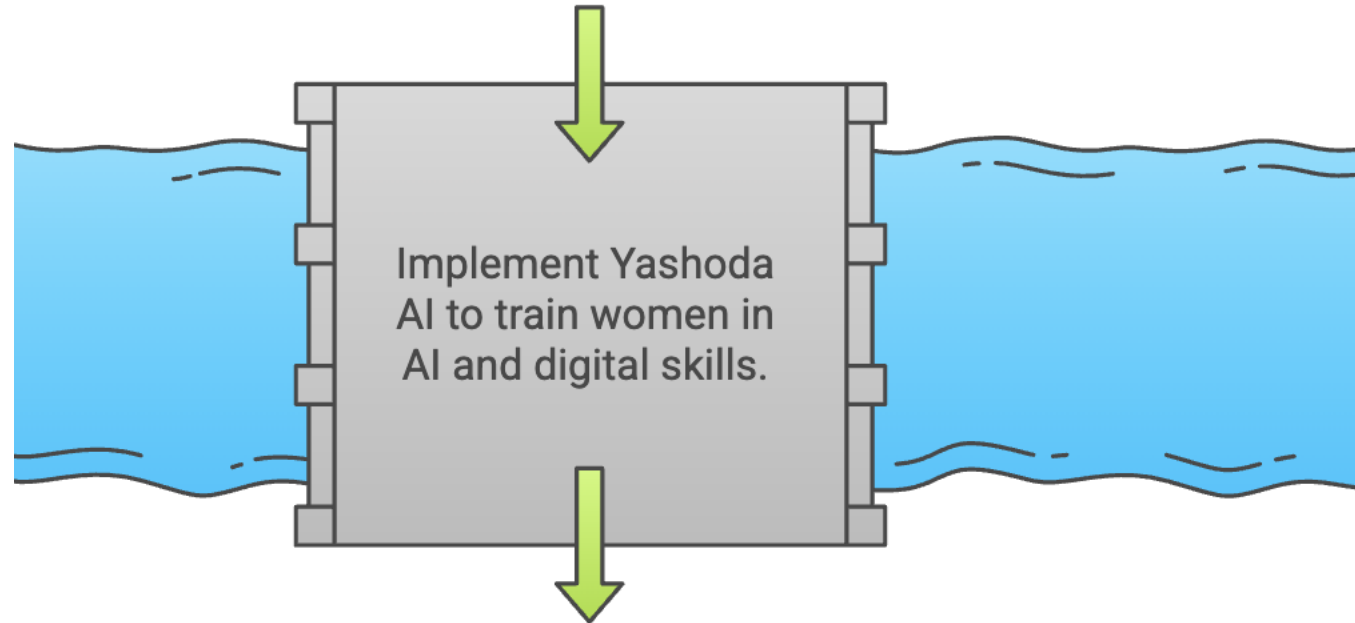 Implement Yashoda
AI to train women in
AI and digital skills.